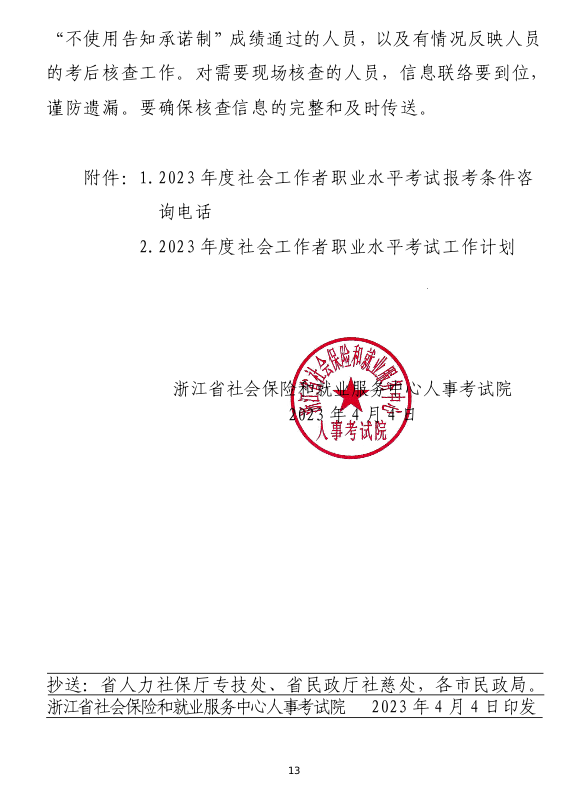 “不使用告知承诺制”成绩通过的人员，以及有情况反映人员
的考后核查工作。对需要现场核查的人员，信息联络要到位，
谨防遗漏。要确保核查信息的完整和及时传送。
附件：1.2023年度社会工作者职业水平考试报考条件咨
询电话
2.2023年度社会工作者职业水平考试工作计划
浙江省社会保险和就业服务中心人事考试院
2023年4月4日
浙江省社会保险和就业服务中心
人事考试院
抄送：省人力社保厅专技处、省民政厅社慈处，各市民政局。
浙江省社会保险和就业服务中心人事考试院 2023年4月4日印发
13